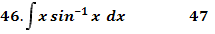 46. ∫ x sin⁻¹ x dx 47